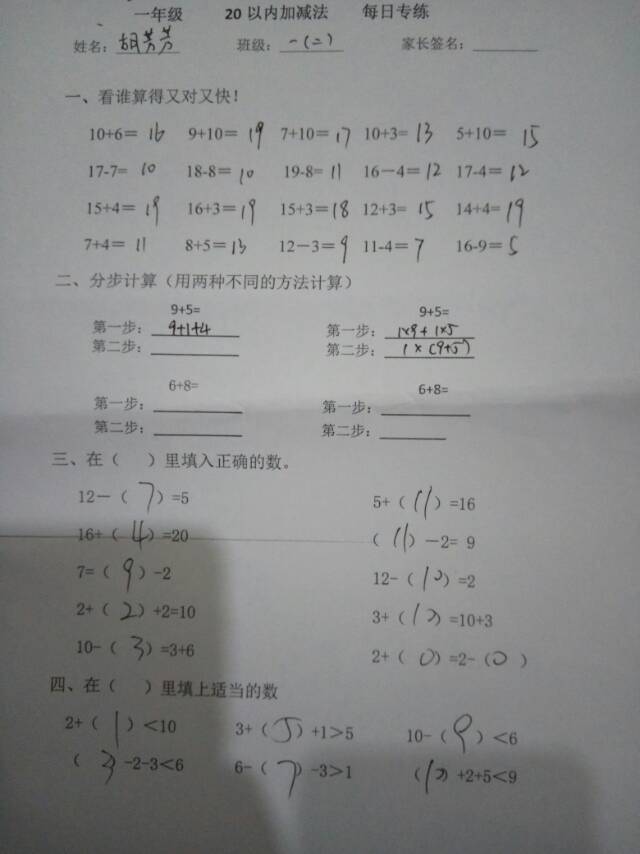 一年级 20 以内加减法 每日专练
姓名：胡芳芳 班级：一(二) 家长签名：
一、看谁算得又对又快！
10+6= 16 9+10= 19 7+10= 17 10+3= 13 5+10= 15
17-7= 10 18-8= 10 19-8= 11 16-4= 12 17-4= 12
15+4= 19 16+3= 19 15+3= 18 12+3= 15 14+4= 19
7+4= 11 8+5= 13 12-3= 9 11-4= 7 16-9= 5
二、分步计算（用两种不同的方法计算）
9+5= 9+5=
第一步：9+1+4 第一步：1×9+1×5
第二步： 第二步：1×(9+5)
6+8= 6+8=
第一步： 第一步：
第二步： 第二步：
三、在（ ）里填入正确的数。
12-（7）=5 5+（11）=16
16+（4）=20 （11）-2= 9
7=（9）-2 12-（10）=2
2+（2）+2=10 3+（10）=10+3
10-（3）=3+6 2+（0）=2-（0）
四、在（ ）里填上适当的数
2+（1）<10 3+（5）+1>5 10-（9）<6
（3）-2-3<6 6-（7）-3>1 （10）+2+5<9